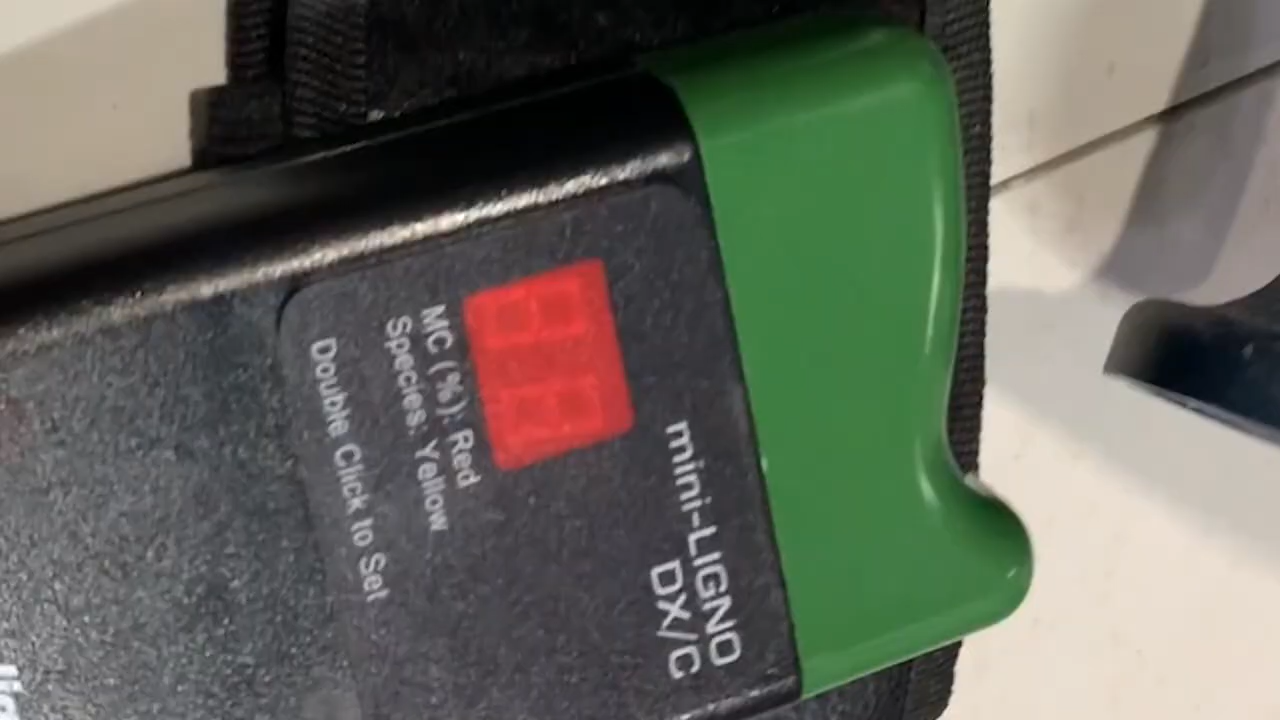 mini-LIGNO
DX/C
MC (%): Red
Species: Yellow
Double Click to Set